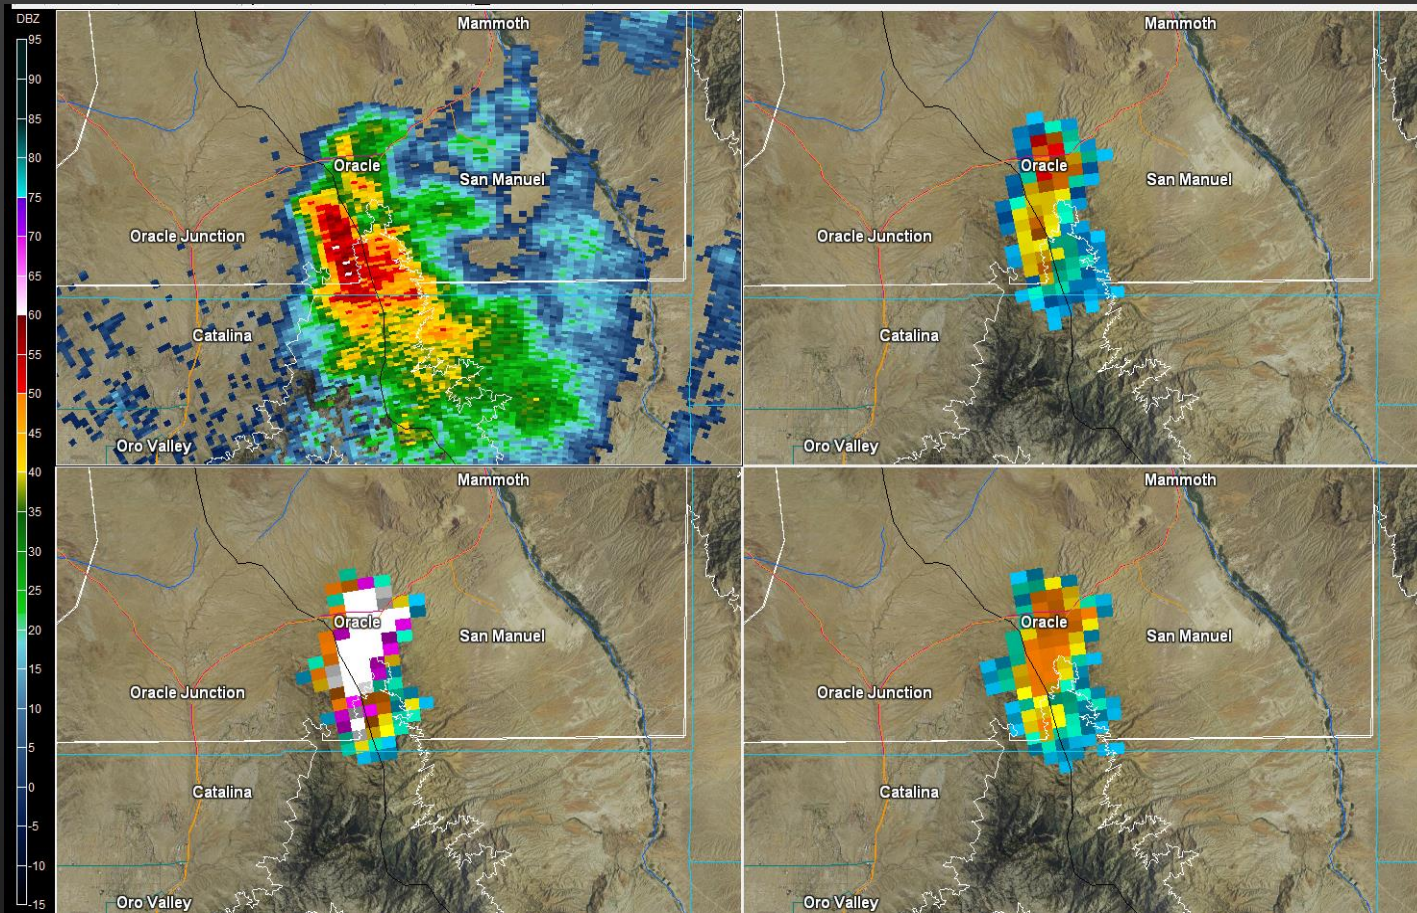 DBZ
95
90
85
80
75
70
65
60
55
50
45
40
35
30
25
20
15
10
5
0
-5
-10
-15
Mammoth
Oracle
San Manuel
Oracle Junction
Catalina
Oro Valley
Mammoth
Oracle
San Manuel
Oracle Junction
Catalina
Oro Valley
Mammoth
Oracle
San Manuel
Oracle Junction
Catalina
Oro Valley
Mammoth
Oracle
San Manuel
Oracle Junction
Catalina
Oro Valley